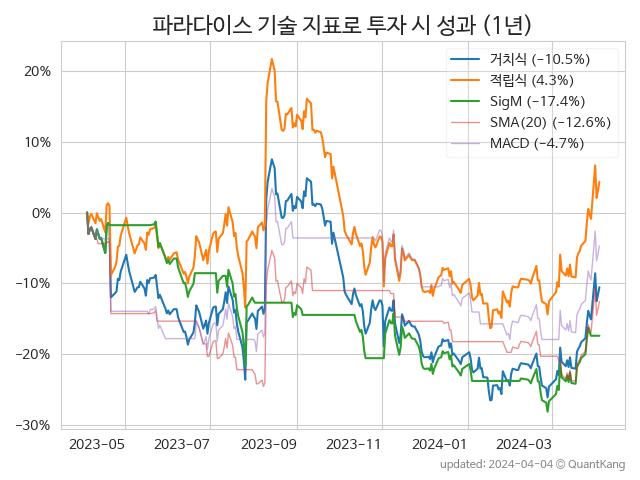 파라다이스 기술 지표로 투자 시 성과 (1년)
거치식 (−10.5%)
적립식 (4.3%)
SigM (−17.4%)
SMA(20) (−12.6%)
MACD (−4.7%)
20%
10%
0%
−10%
−20%
−30%
2023-05 2023-07 2023-09 2023-11 2024-01 2024-03
updated: 2024-04-04 © QuantKang